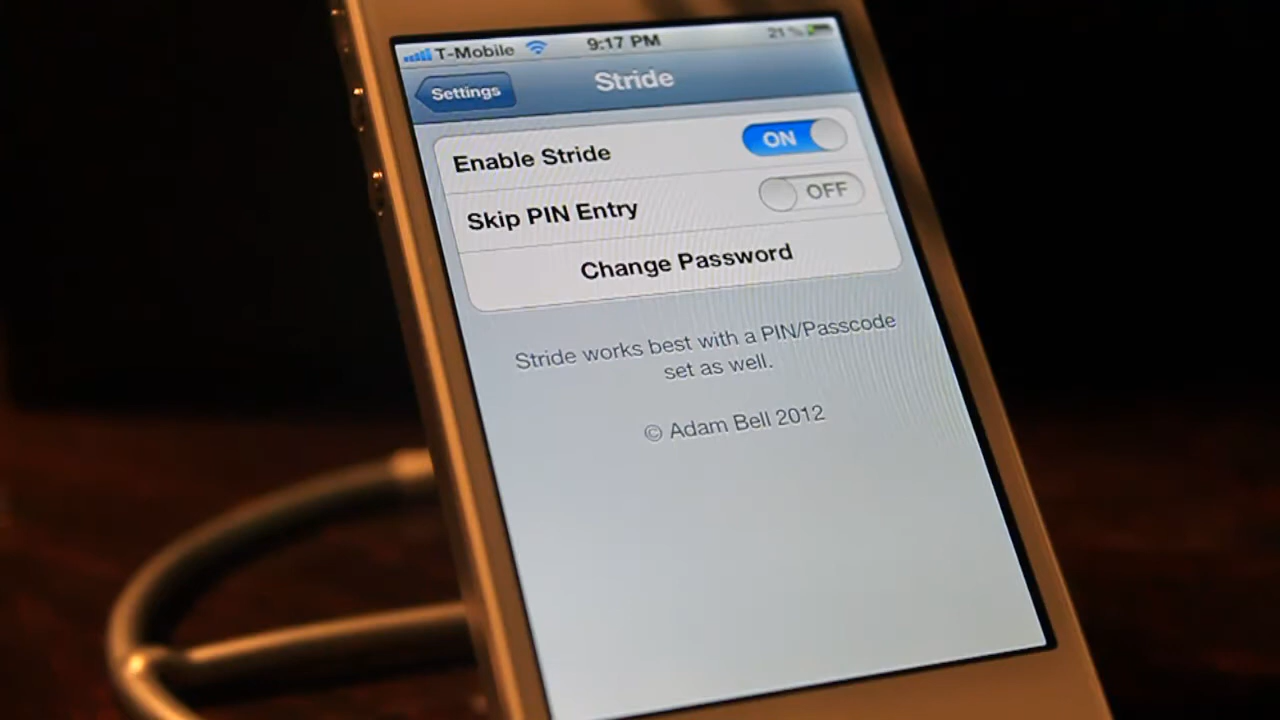 T-Mobile 9:17 PM 21%
Settings Stride
Enable Stride ON
Skip PIN Entry OFF
Change Password
Stride works best with a PIN/Passcode
set as well.
© Adam Bell 2012